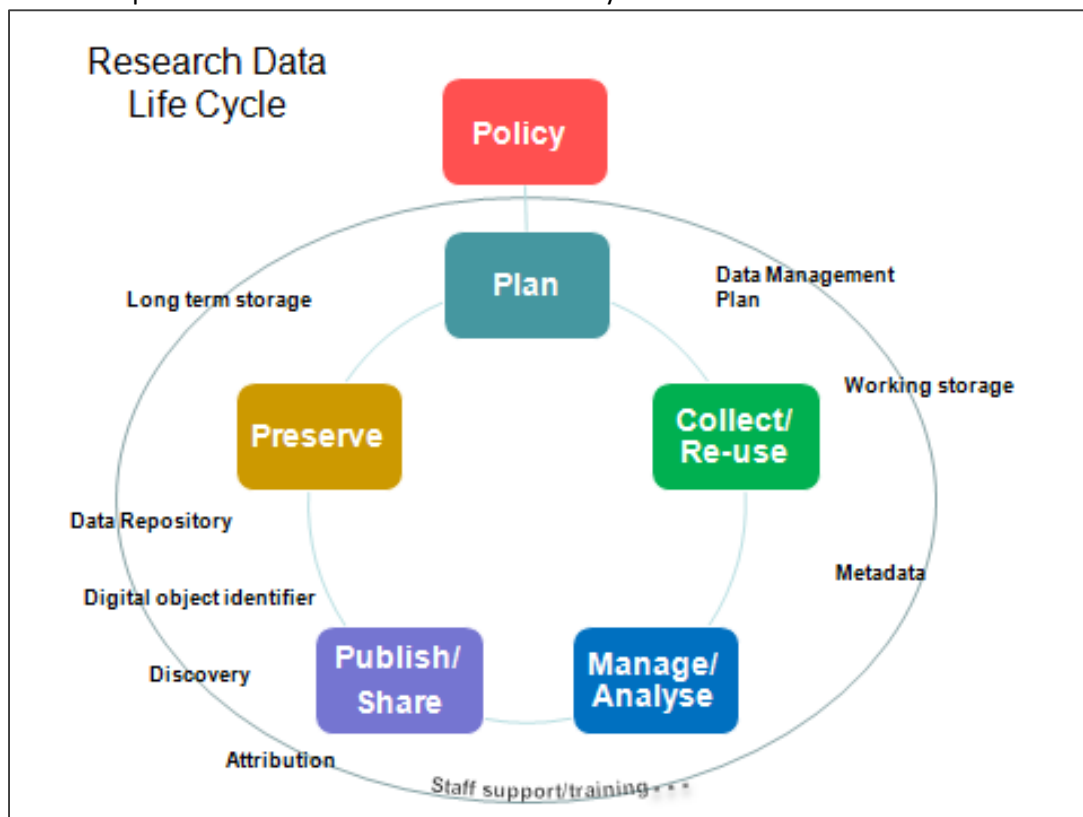 Research Data
Life Cycle
Policy
Plan
Data Management
Plan
Long term storage
Working storage
Preserve
Collect/
Re-use
Data Repository
Metadata
Digital object identifier
Publish/
Share
Manage/
Analyse
Discovery
Attribution
Staff support/training